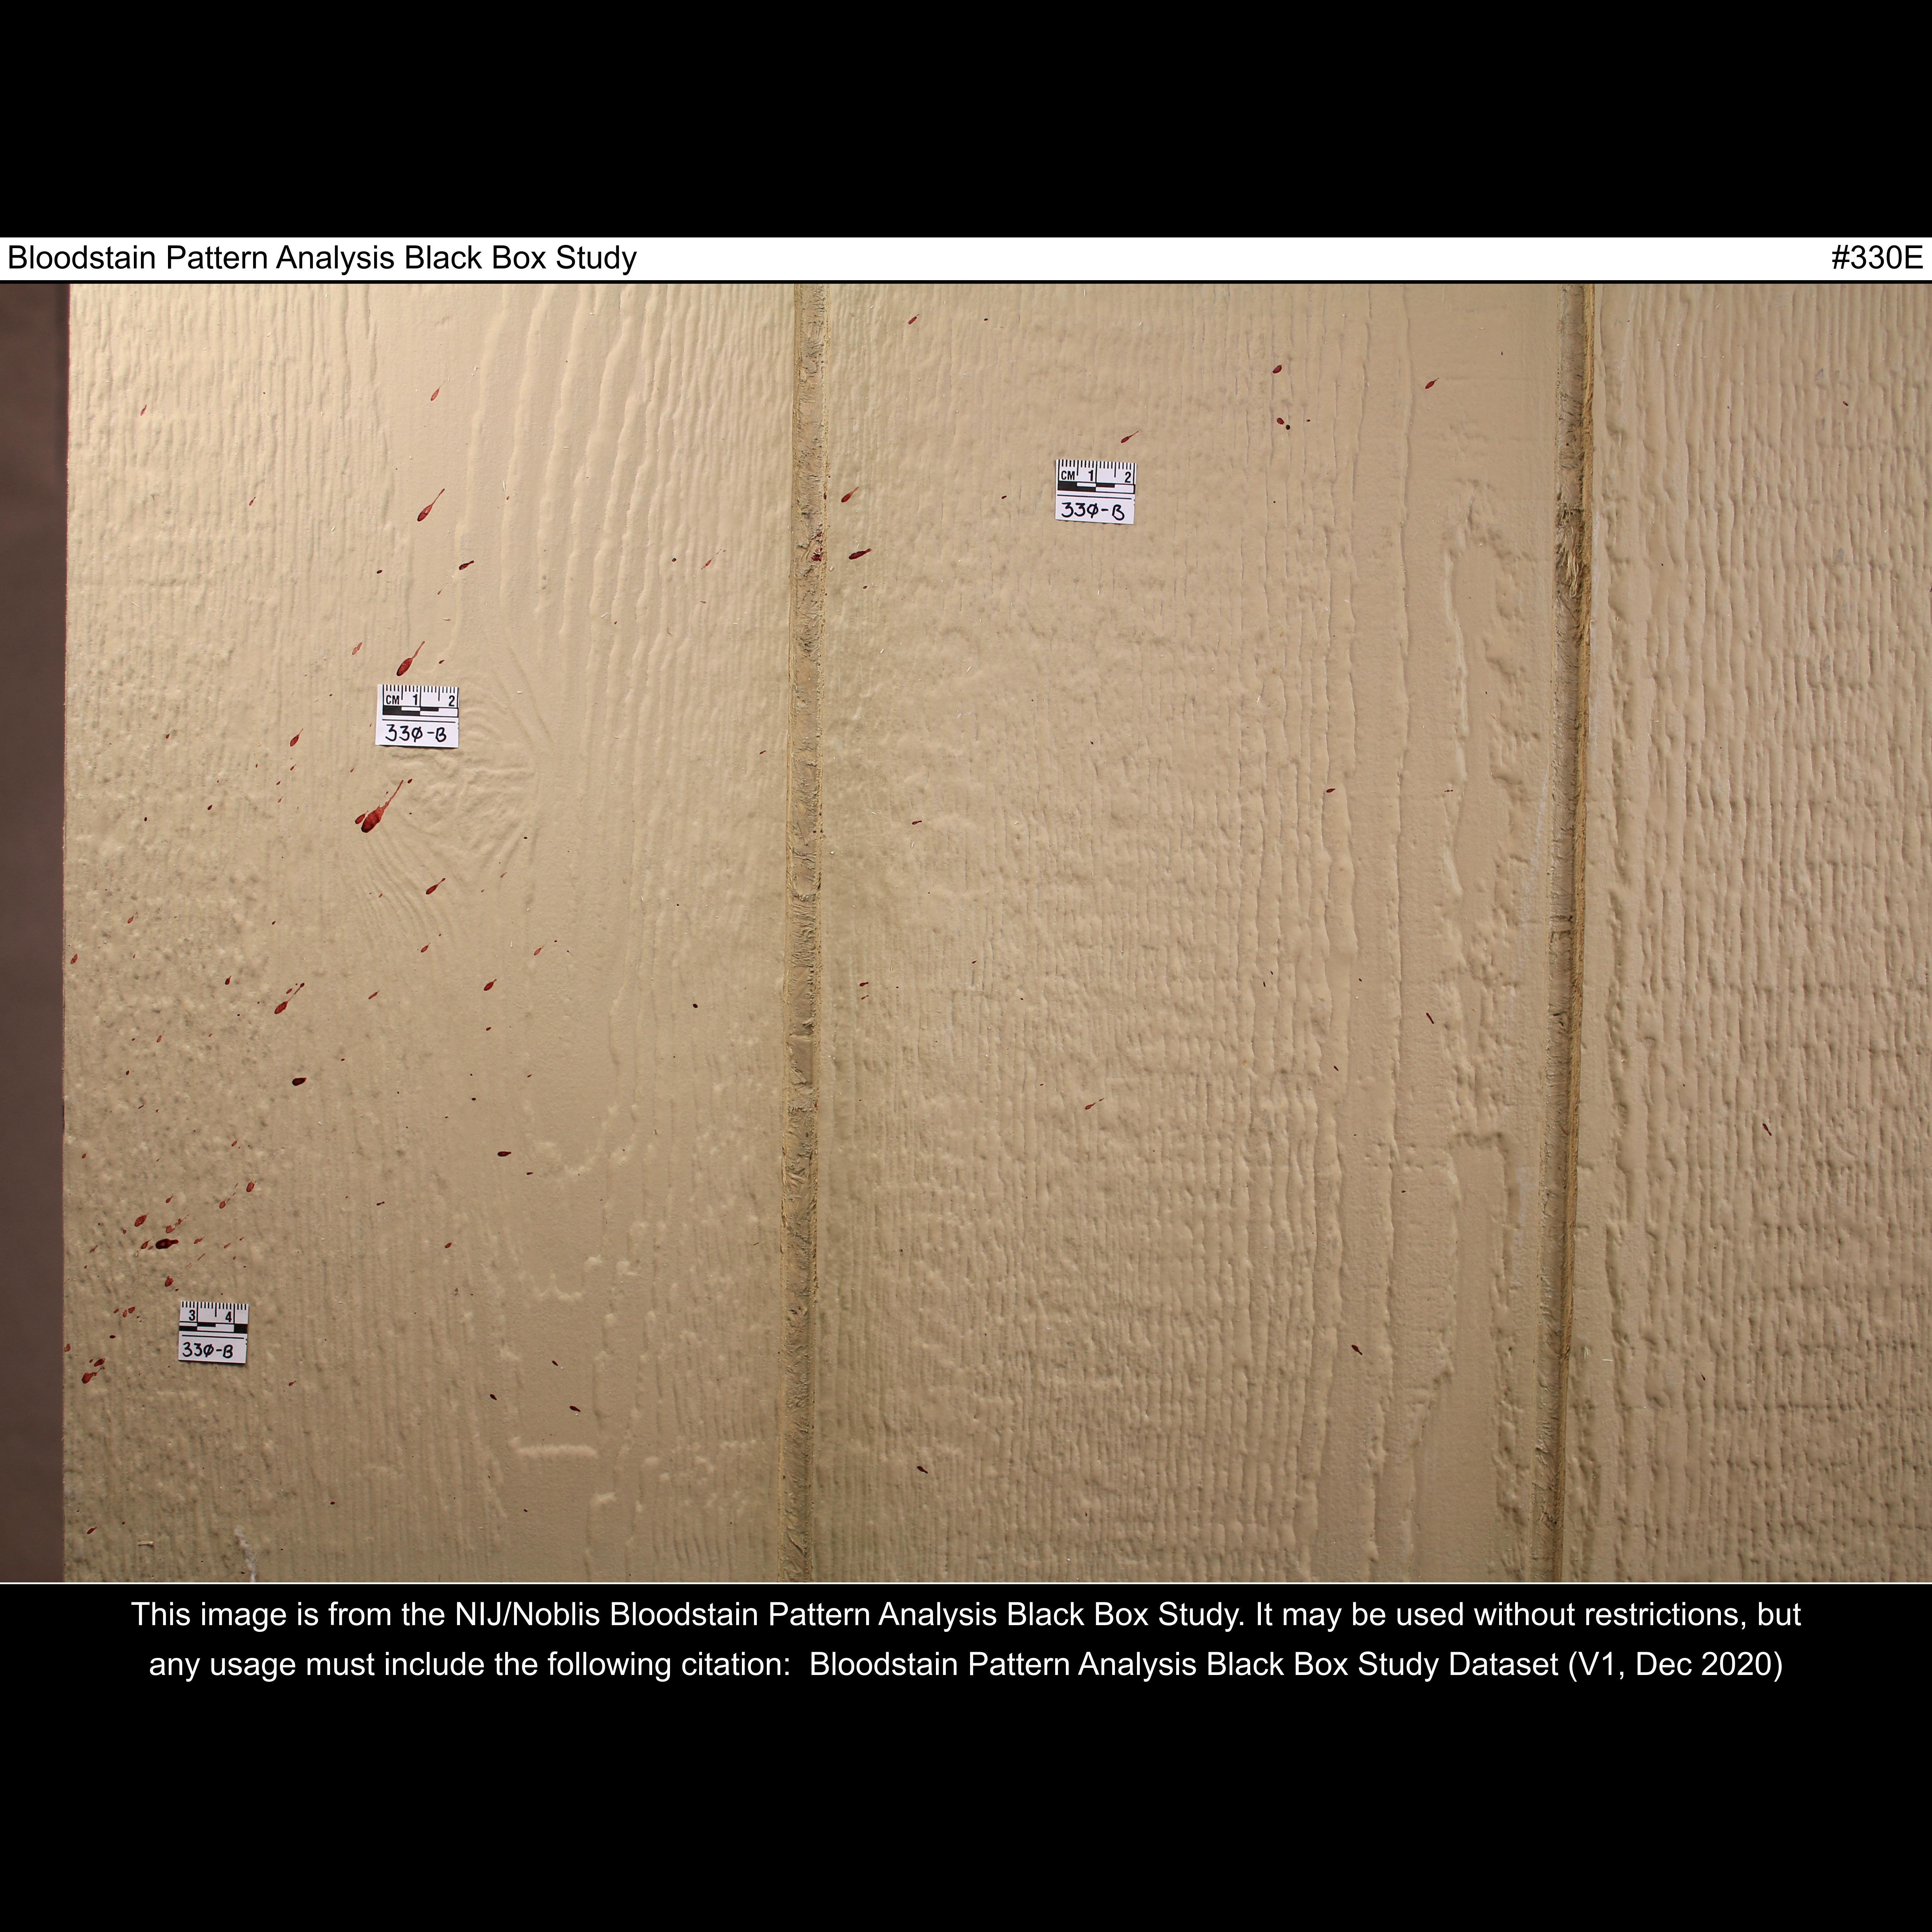 Bloodstain Pattern Analysis Black Box Study #330E
CM 1 2
330-B
CM 1 2
33Ø-B
3 4
33Ø-B
This image is from the NIJ/Noblis Bloodstain Pattern Analysis Black Box Study. It may be used without restrictions, but
any usage must include the following citation: Bloodstain Pattern Analysis Black Box Study Dataset (V1, Dec 2020)